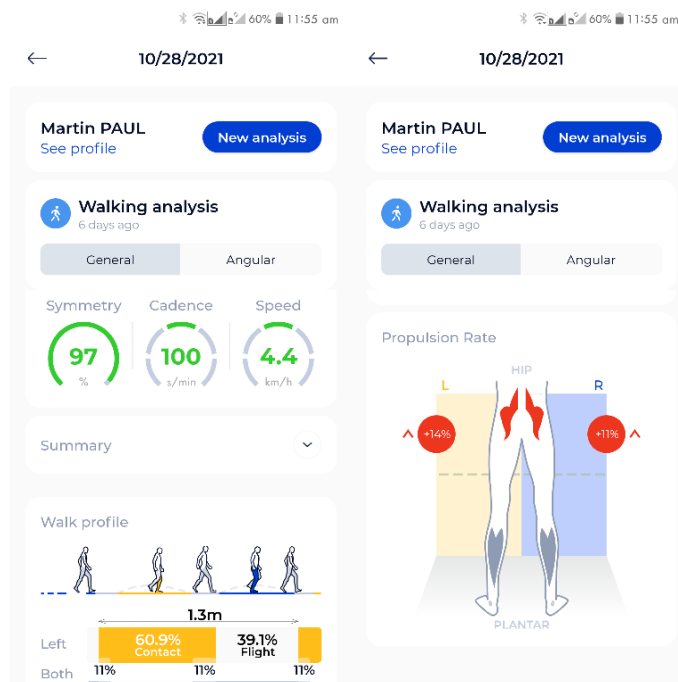 60% 11:55 am
10/28/2021
Martin PAUL
See profile
New analysis
Walking analysis
6 days ago
General Angular
Symmetry Cadence Speed
97 100 4.4
% s/min km/h
Summary
Walk profile
1.3m
Left 60.9% 39.1%
Contact Flight
Both 11% 11% 11%
60% 11:55 am
10/28/2021
Martin PAUL
See profile
New analysis
Walking analysis
6 days ago
General Angular
Propulsion Rate
HIP
L R
+14% +11%
PLANTAR